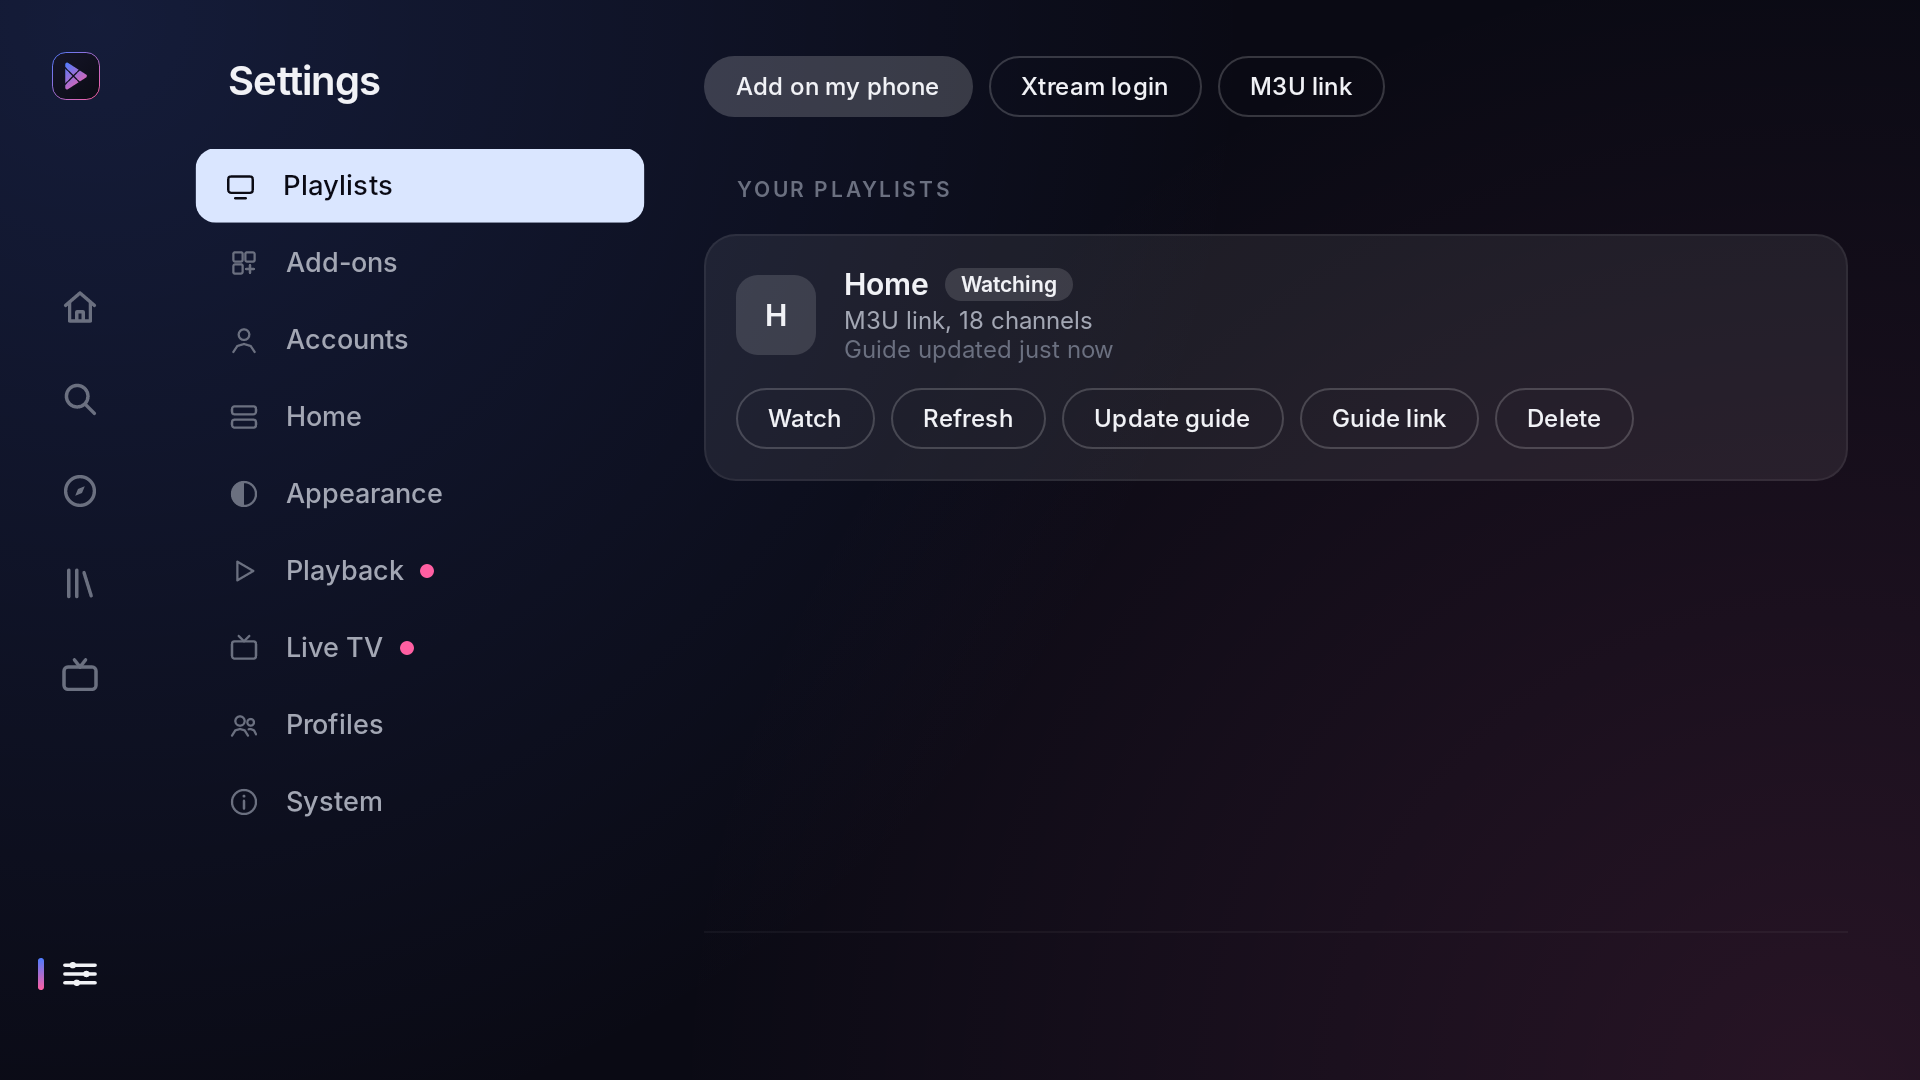 Settings
Playlists
Add-ons
Accounts
Home
Appearance
Playback
Live TV
Profiles
System
Add on my phone
Xtream login
M3U link
YOUR PLAYLISTS
H
Home
Watching
M3U link, 18 channels
Guide updated just now
Watch
Refresh
Update guide
Guide link
Delete